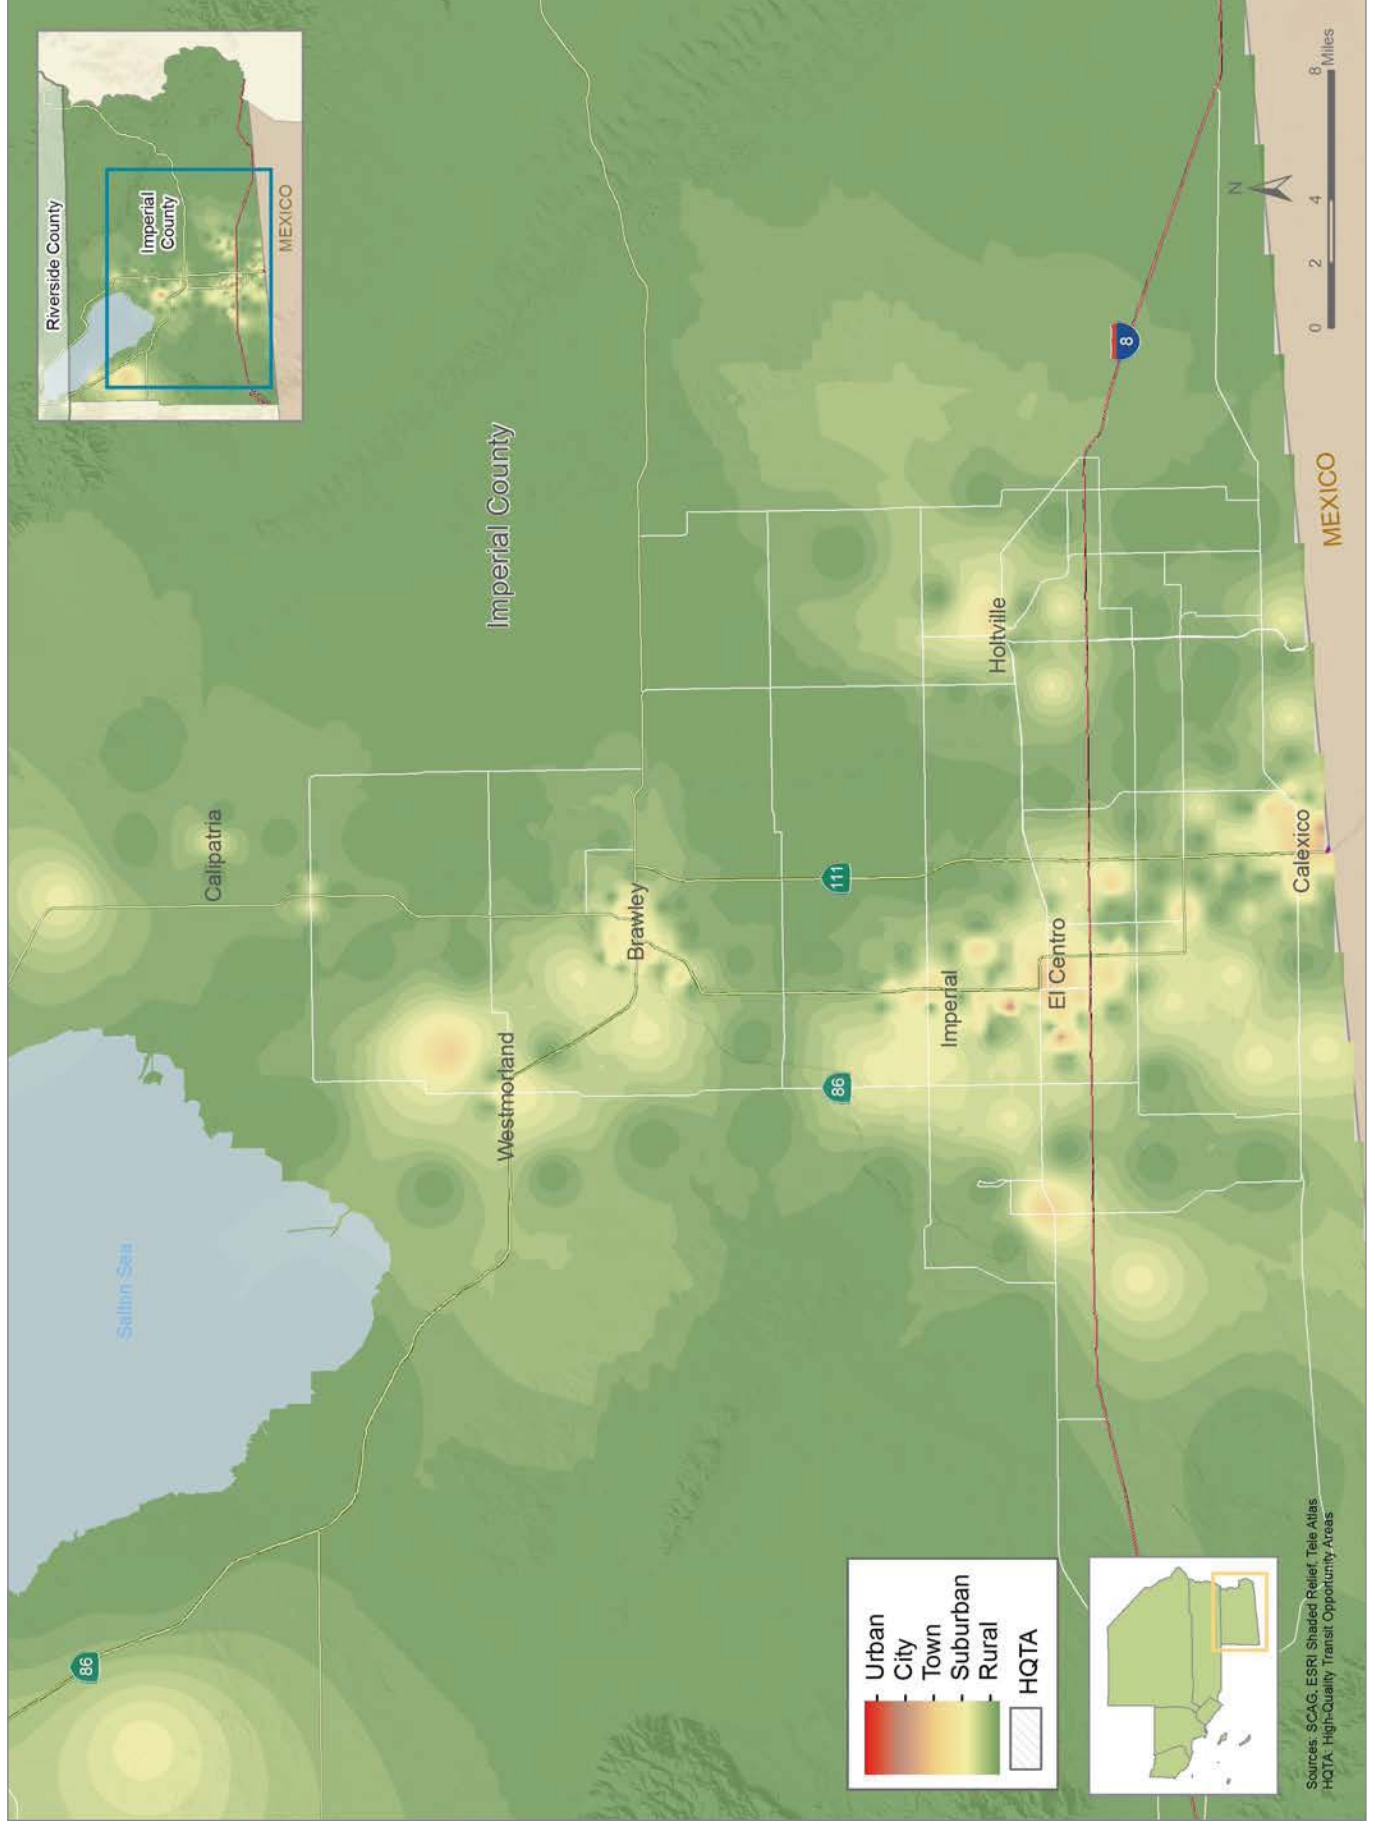 Riverside County
Imperial
County
MEXICO
86
Salton Sea
Calipatria
Westmorland
Brawley
Imperial County
111
86
Imperial
El Centro
Holtville
8
Calexico
MEXICO
Urban
City
Town
Suburban
Rural
HQTA
N
0 2 4 8 Miles
Sources: SCAG, ESRI Shaded Relief, Tele Atlas
HQTA: High-Quality Transit Opportunity Areas